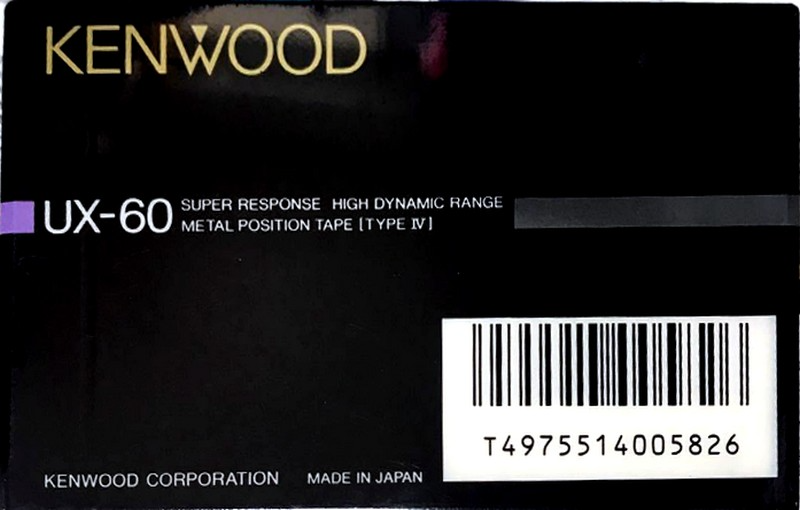 KENWOOD
UX-60
SUPER RESPONSE HIGH DYNAMIC RANGE
METAL POSITION TAPE [TYPE IV]
T4975514005826
KENWOOD CORPORATION MADE IN JAPAN